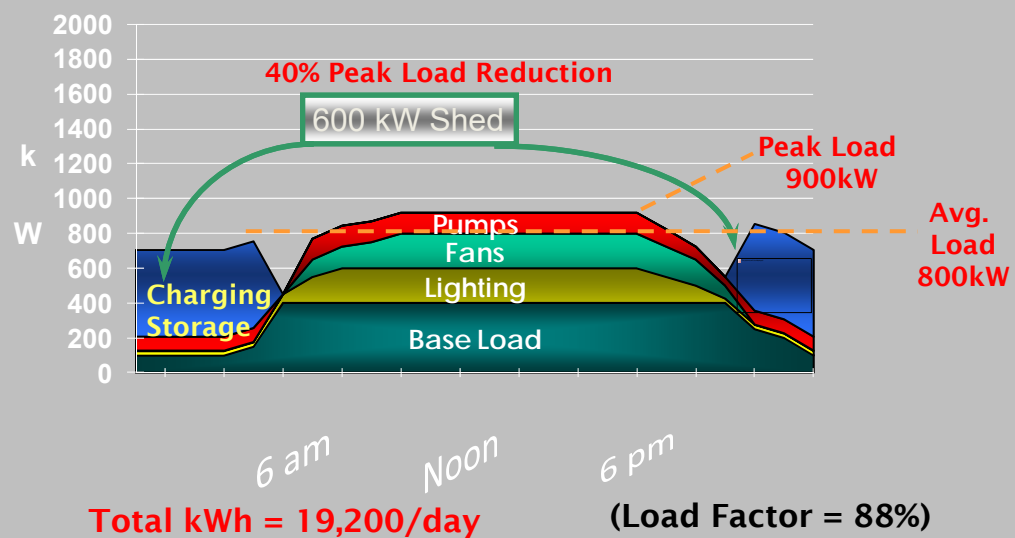 2000
1800
1600
1400
1200
1000
800
600
400
200
0
k
W
40% Peak Load Reduction
600 kW Shed
Peak Load
900kW
Avg.
Load
800kW
Pumps
Fans
Lighting
Base Load
Charging
Storage
6 am
Noon
6 pm
Total kWh = 19,200/day
(Load Factor = 88%)